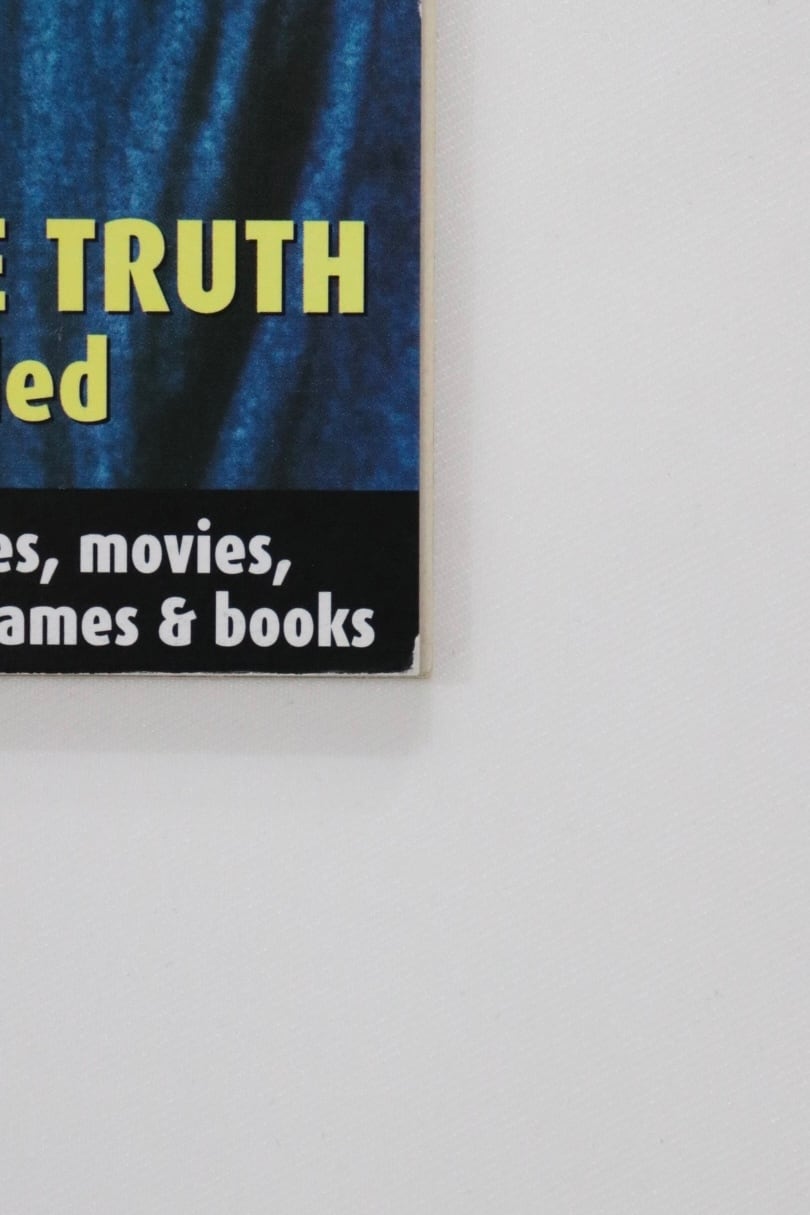 E TRUTH
led
es, movies,
ames & books